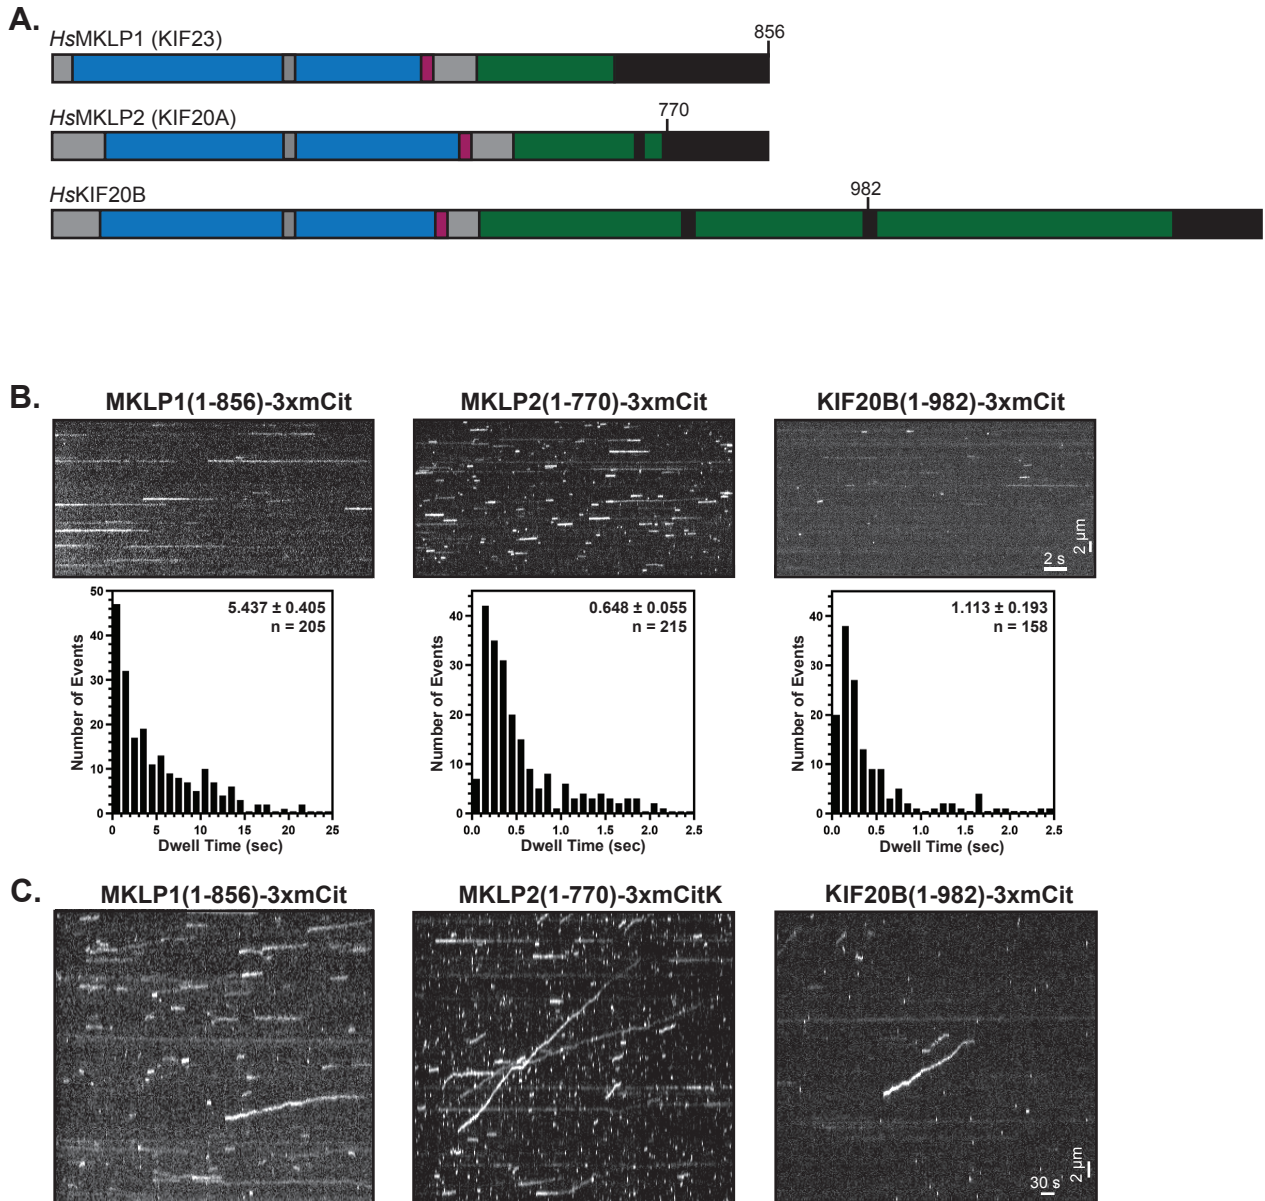 A.
HsMKLP1 (KIF23)
856
HsMKLP2 (KIF20A)
770
HsKIF20B
982
B.
MKLP1(1-856)-3xmCit
MKLP2(1-770)-3xmCit
KIF20B(1-982)-3xmCit
2 s
2 μm
5.437 ± 0.405
n = 205
50
40
30
20
10
0
Number of Events
0 5 10 15 20 25
Dwell Time (sec)
0.648 ± 0.055
n = 215
40
30
20
10
0
Number of Events
0.0 0.5 1.0 1.5 2.0 2.5
Dwell Time (sec)
1.113 ± 0.193
n = 158
40
30
20
10
0
Number of Events
0.0 0.5 1.0 1.5 2.0 2.5
Dwell Time (sec)
C.
MKLP1(1-856)-3xmCit
MKLP2(1-770)-3xmCitK
KIF20B(1-982)-3xmCit
30 s
2 μm